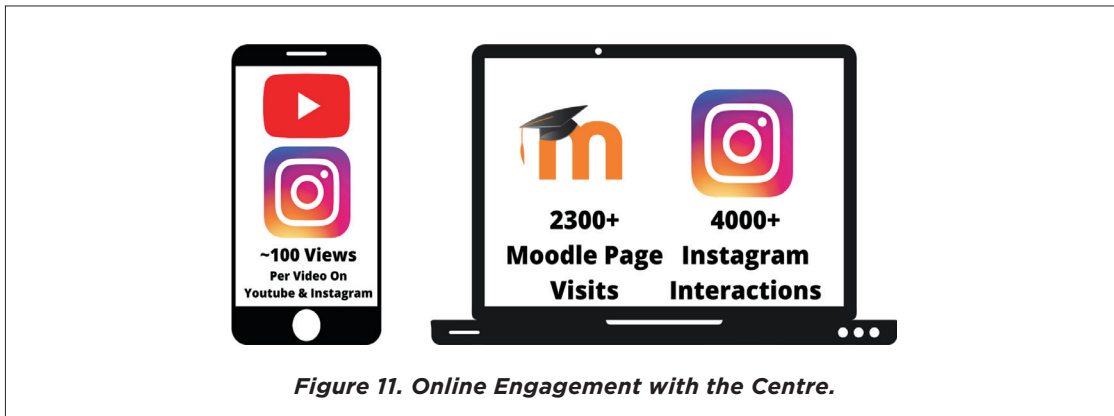 ~100 Views
Per Video On
Youtube & Instagram
m
2300+
Moodle Page
Visits
4000+
Instagram
Interactions
Figure 11. Online Engagement with the Centre.